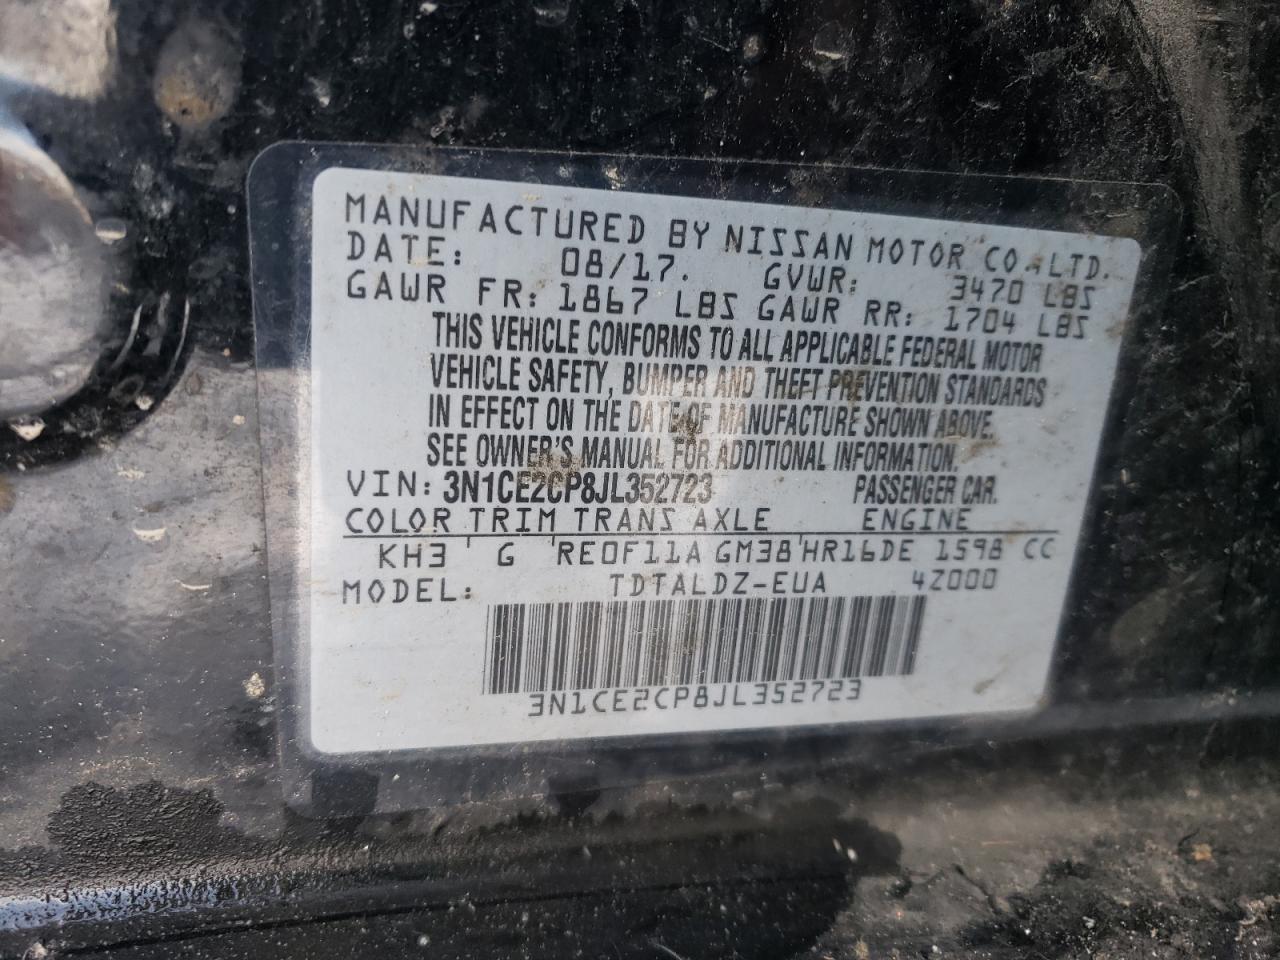 MANUFACTURED BY NISSAN MOTOR CO.,LTD.
DATE: 08/17. GVWR: 3470 LBS
GAWR FR: 1867 LBS GAWR RR: 1704 LBS
THIS VEHICLE CONFORMS TO ALL APPLICABLE FEDERAL MOTOR
VEHICLE SAFETY, BUMPER AND THEFT PREVENTION STANDARDS
IN EFFECT ON THE DATE OF MANUFACTURE SHOWN ABOVE.
SEE OWNER'S MANUAL FOR ADDITIONAL INFORMATION.
VIN: 3N1CE2CP8JL352723 PASSENGER CAR.
COLOR TRIM TRANS AXLE ENGINE
KH3 ' G 'RE0F11A GM38'HR16DE 1598 CC
MODEL: TDTALDZ-EUA 4Z000
3N1CE2CP8JL352723